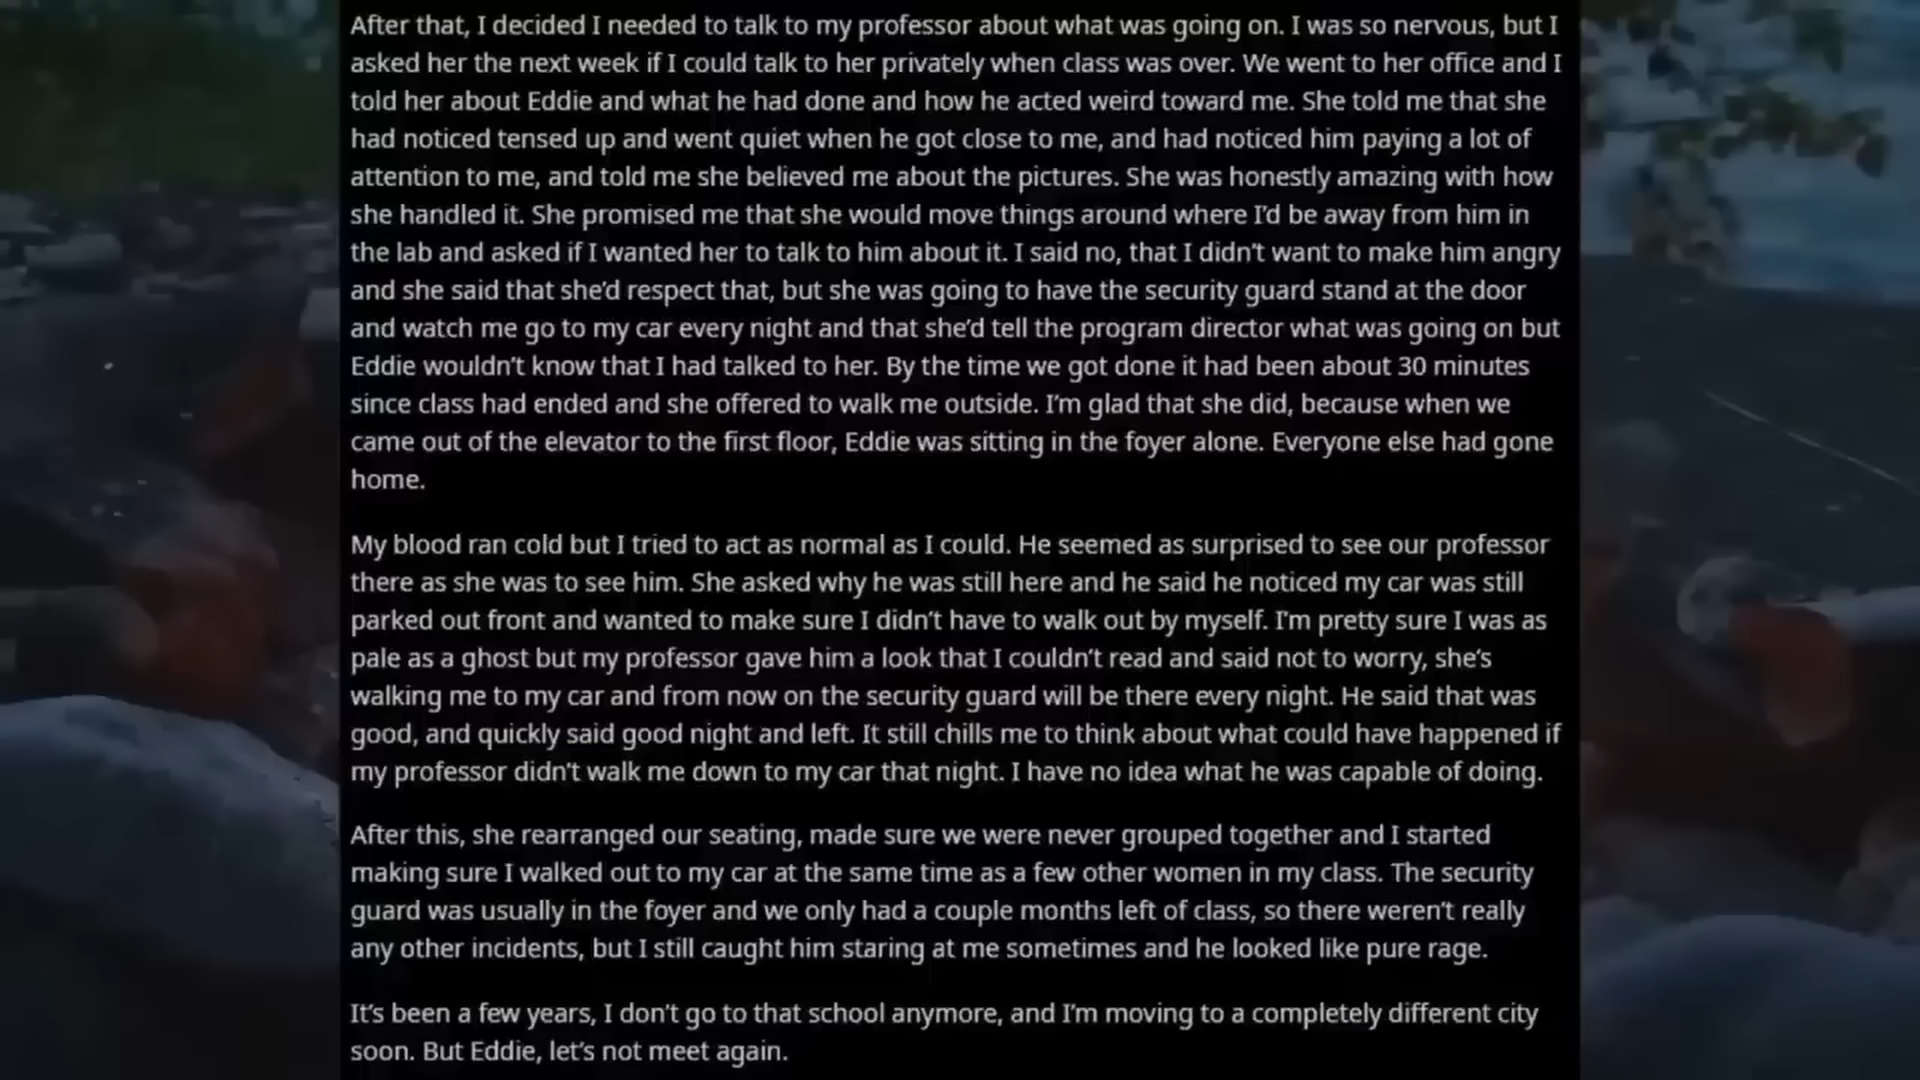 After that, I decided I needed to talk to my professor about what was going on. I was so nervous, but I
asked her the next week if I could talk to her privately when class was over. We went to her office and I
told her about Eddie and what he had done and how he acted weird toward me. She told me that she
had noticed tensed up and went quiet when he got close to me, and had noticed him paying a lot of
attention to me, and told me she believed me about the pictures. She was honestly amazing with how
she handled it. She promised me that she would move things around where I’d be away from him in
the lab and asked if I wanted her to talk to him about it. I said no, that I didn’t want to make him angry
and she said that she’d respect that, but she was going to have the security guard stand at the door
and watch me go to my car every night and that she’d tell the program director what was going on but
Eddie wouldn’t know that I had talked to her. By the time we got done it had been about 30 minutes
since class had ended and she offered to walk me outside. I’m glad that she did, because when we
came out of the elevator to the first floor, Eddie was sitting in the foyer alone. Everyone else had gone
home.
My blood ran cold but I tried to act as normal as I could. He seemed as surprised to see our professor
there as she was to see him. She asked why he was still here and he said he noticed my car was still
parked out front and wanted to make sure I didn’t have to walk out by myself. I’m pretty sure I was as
pale as a ghost but my professor gave him a look that I couldn’t read and said not to worry, she’s
walking me to my car and from now on the security guard will be there every night. He said that was
good, and quickly said good night and left. It still chills me to think about what could have happened if
my professor didn’t walk me down to my car that night. I have no idea what he was capable of doing.
After this, she rearranged our seating, made sure we were never grouped together and I started
making sure I walked out to my car at the same time as a few other women in my class. The security
guard was usually in the foyer and we only had a couple months left of class, so there weren’t really
any other incidents, but I still caught him staring at me sometimes and he looked like pure rage.
It’s been a few years, I don’t go to that school anymore, and I’m moving to a completely different city
soon. But Eddie, let’s not meet again.